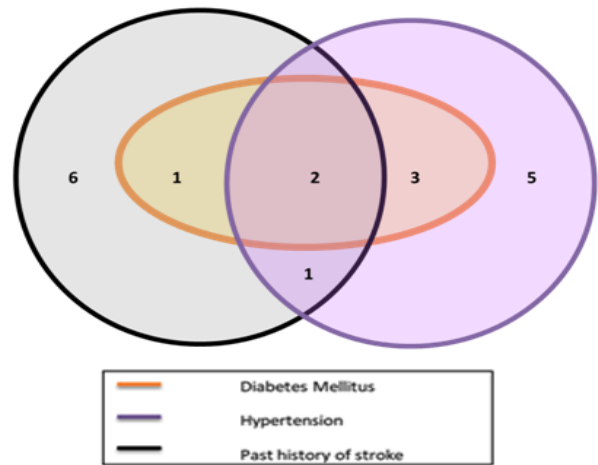 6 1 2 3 5
1
Diabetes Mellitus
Hypertension
Past history of stroke